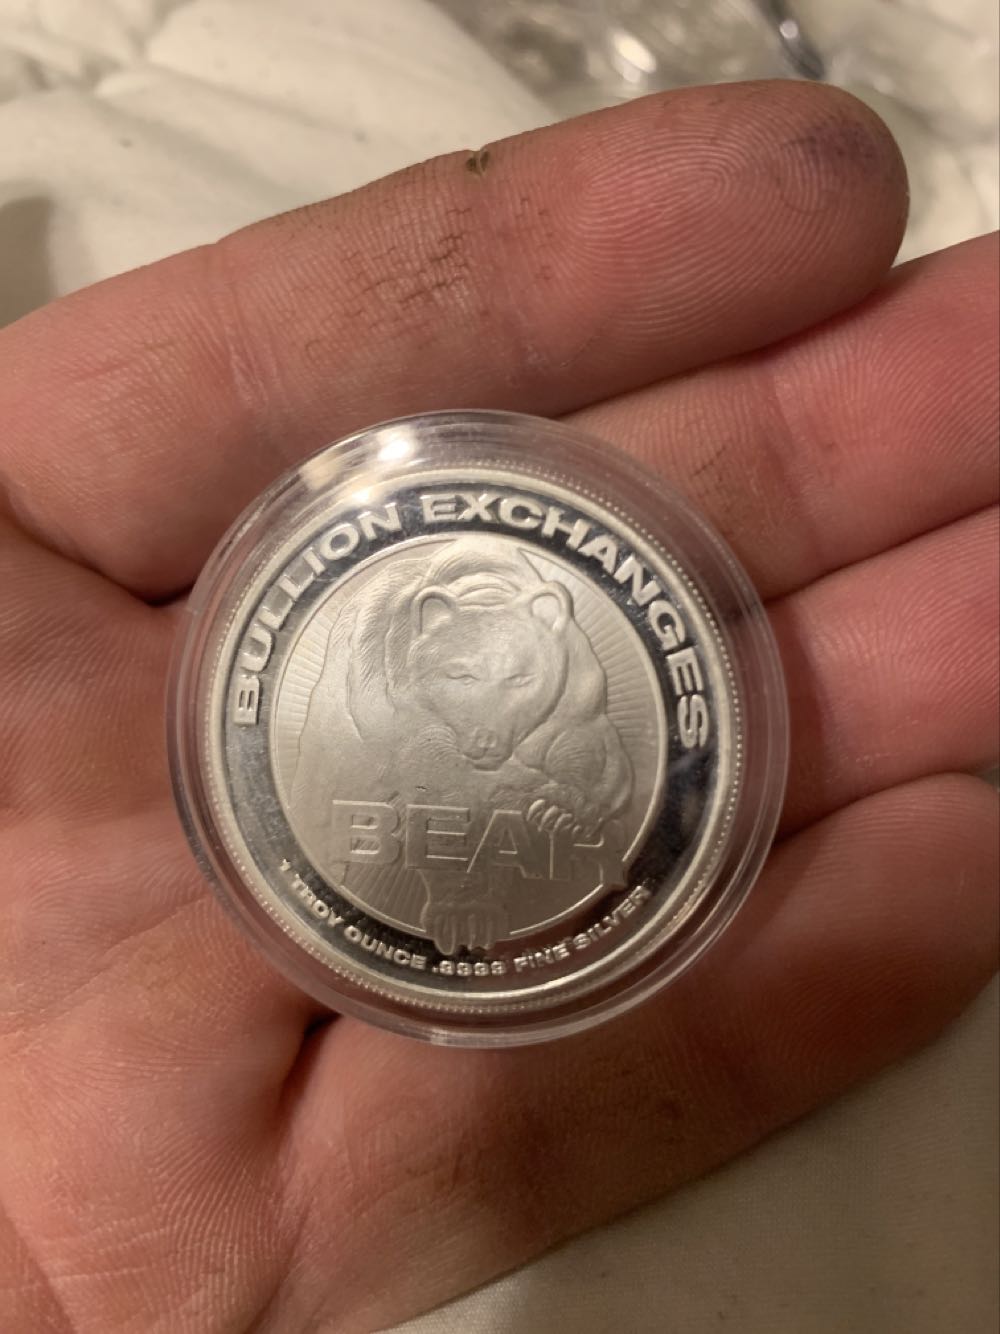 BULLION EXCHANGES
BEAR
1 TROY OUNCE .9999 FINE SILVER